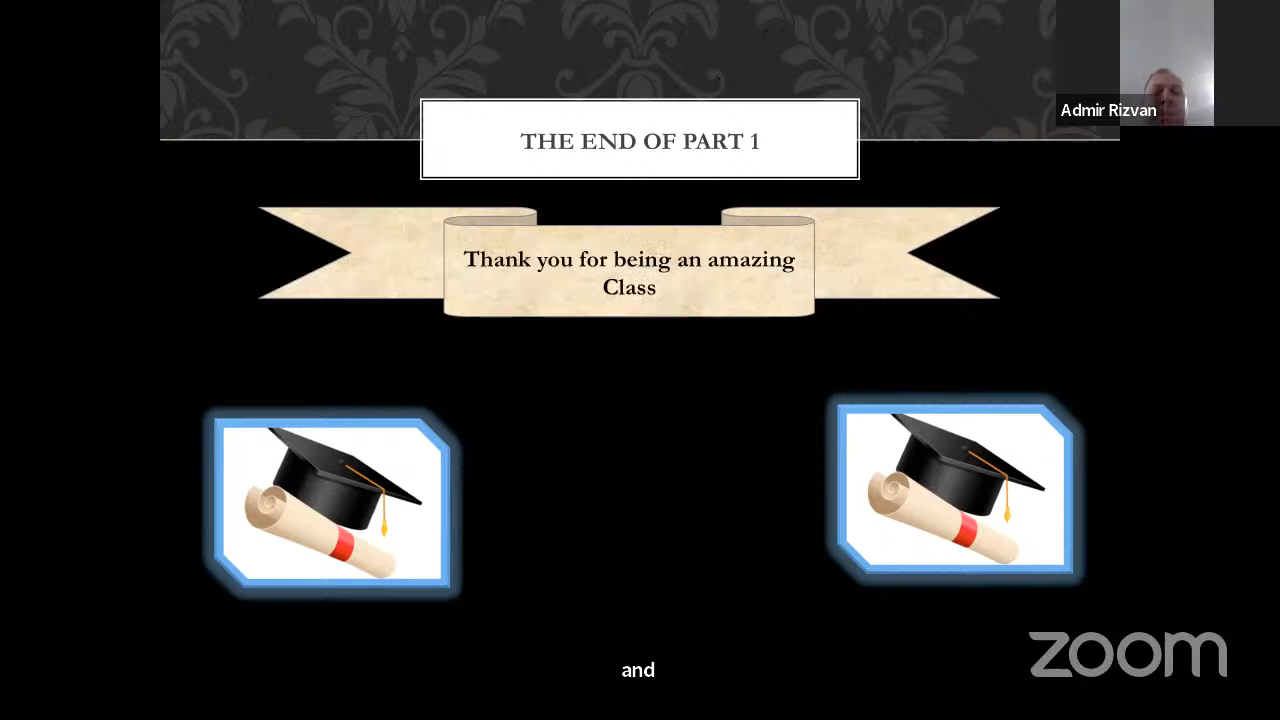 THE END OF PART 1
Admir Rizvan
Thank you for being an amazing
Class
and
zoom